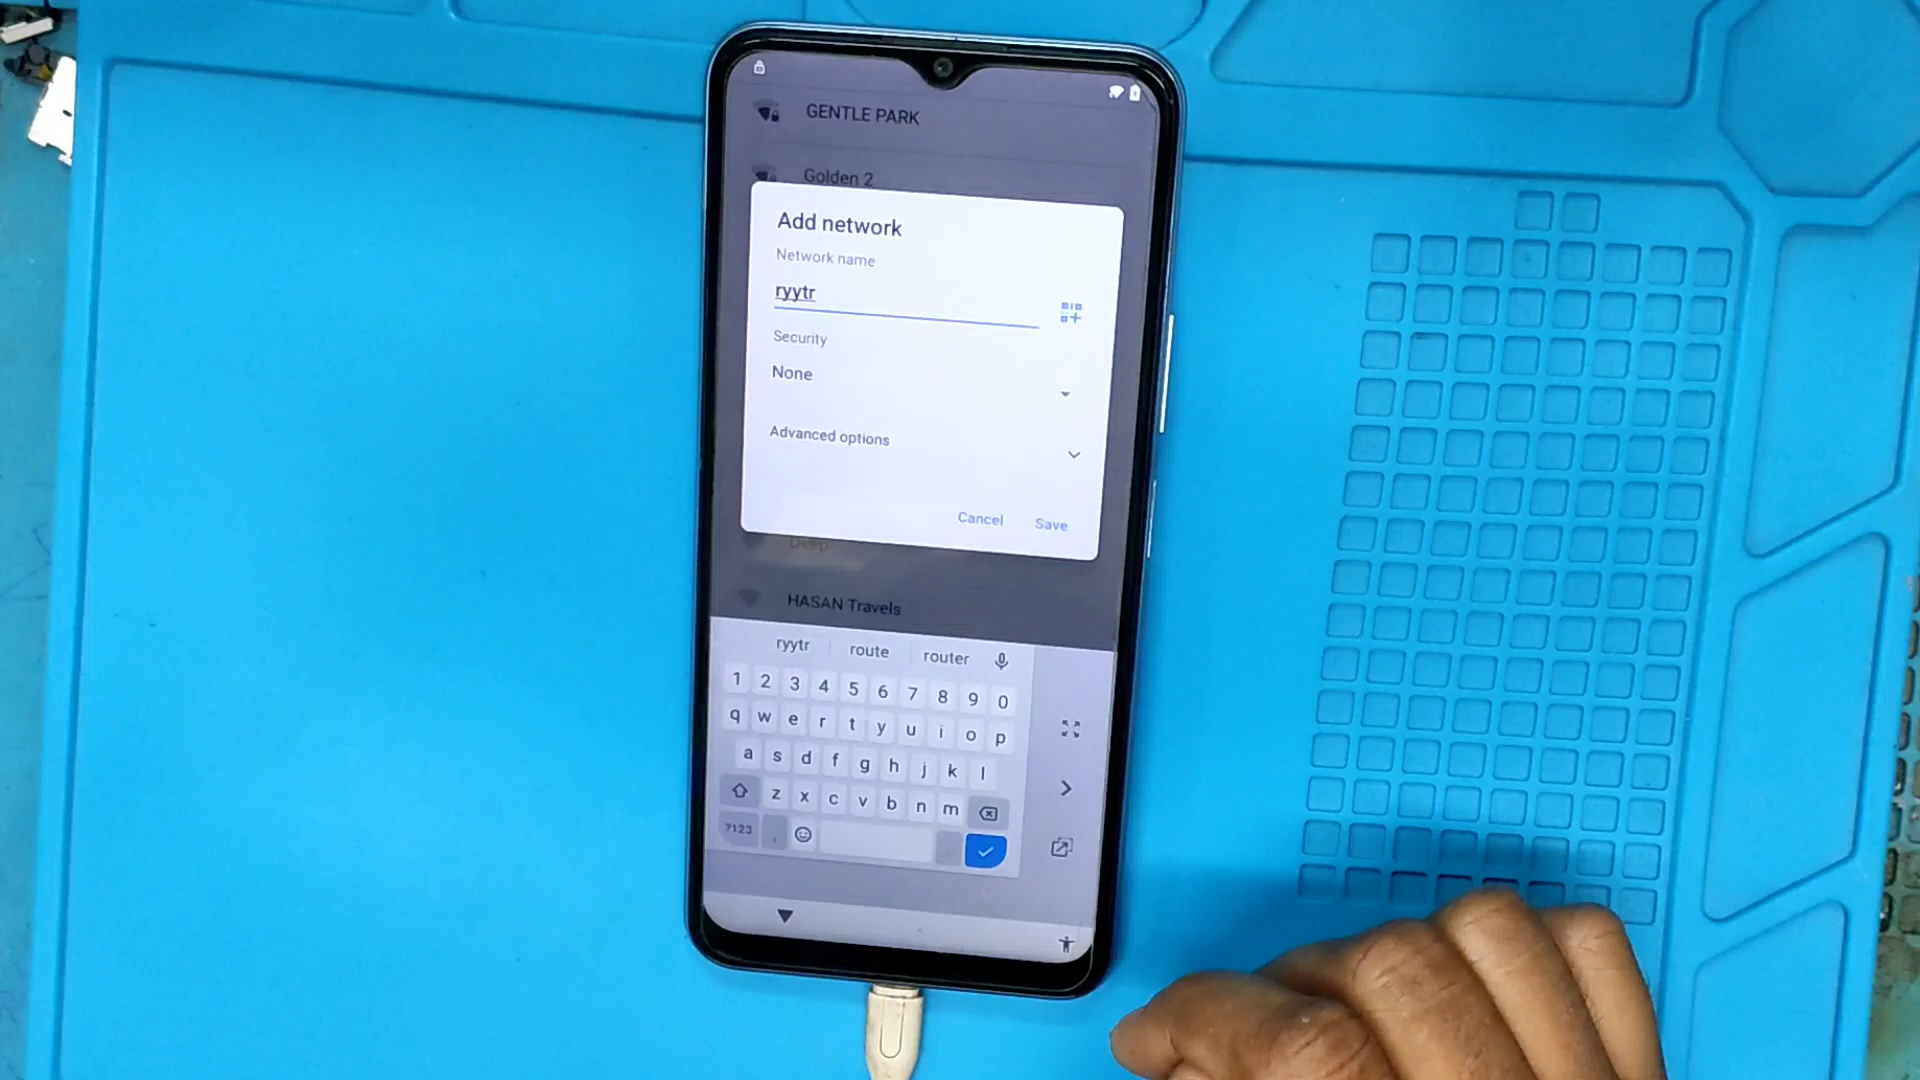 GENTLE PARK
Golden 2
Add network
Network name
ryytr
Security
None
Advanced options
Cancel Save
Deep
HASAN Travels
ryytr route router
1 2 3 4 5 6 7 8 9 0
q w e r t y u i o p
a s d f g h j k l
z x c v b n m
?123 , .